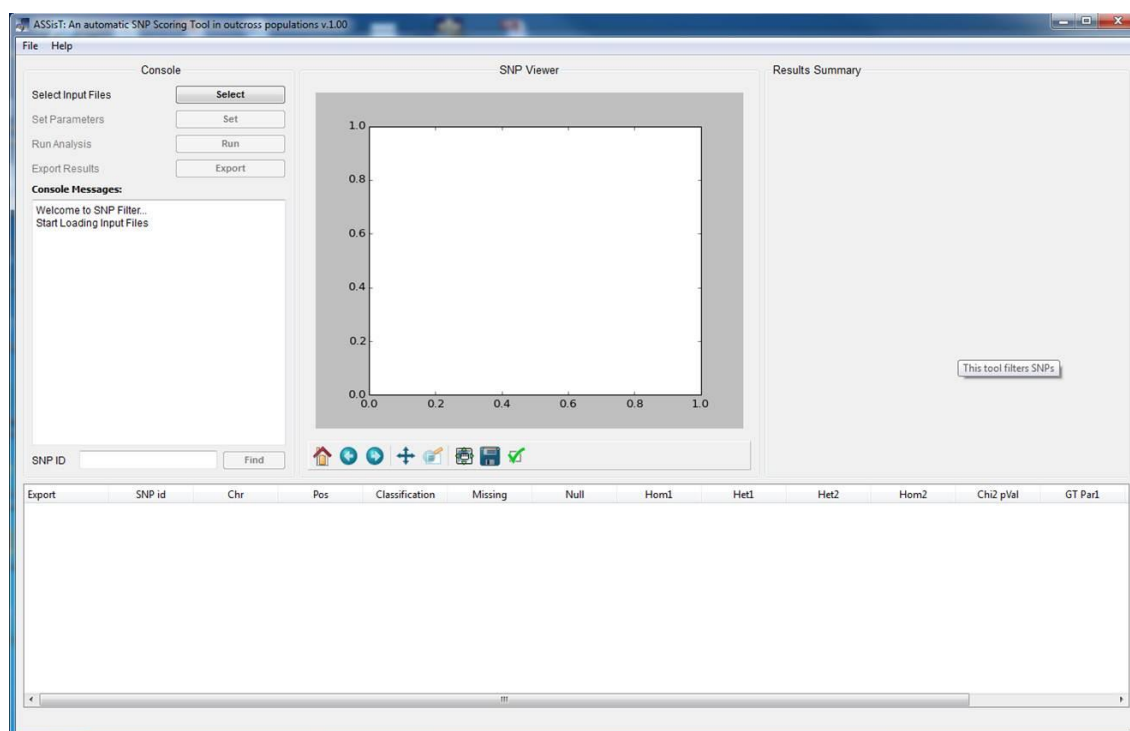 ASSisT: An automatic SNP Scoring Tool in outcross populations v.1.00
File Help
Console
Select Input Files Select
Set Parameters Set
Run Analysis Run
Export Results Export
Console Messages:
Welcome to SNP Filter...
Start Loading Input Files
SNP ID Find
SNP Viewer
1.0
0.8
0.6
0.4
0.2
0.0
0.0 0.2 0.4 0.6 0.8 1.0
Results Summary
This tool filters SNPs
Export SNP id Chr Pos Classification Missing Null Hom1 Het1 Het2 Hom2 Chi2 pVal GT Par1